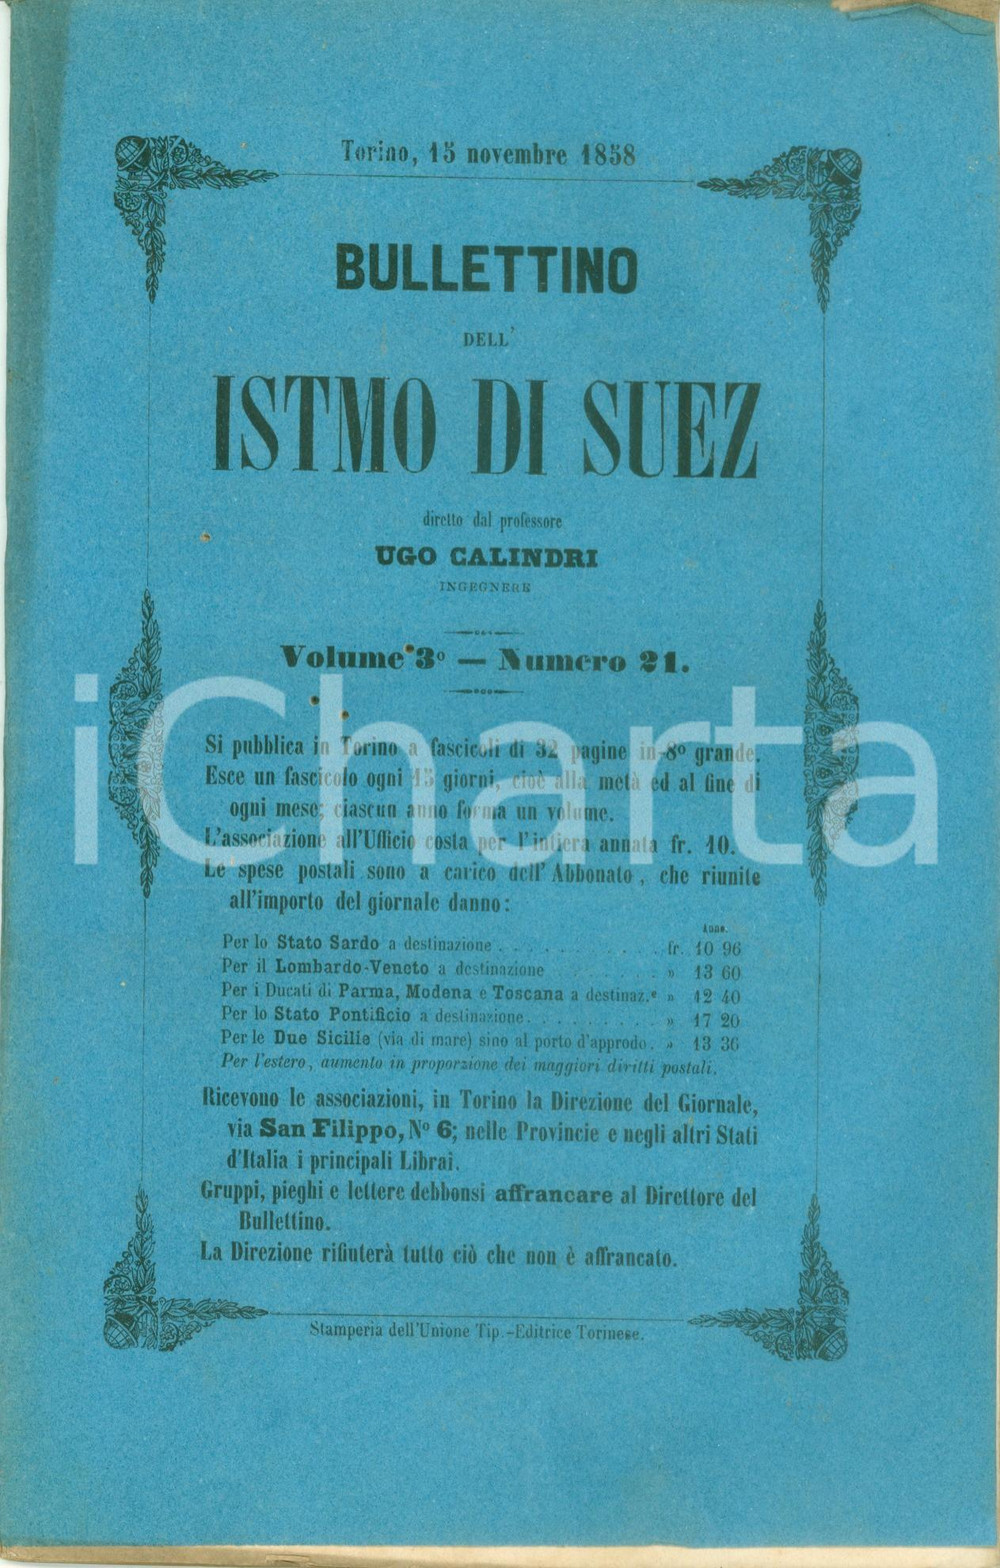 Torino, 15 novembre 1858
BULLETTINO
DELL'
ISTMO DI SUEZ
diretto dal professore
UGO CALINDRI
INGEGNERE
Volume 3º — Numero 21.
iCharta
Si pubblica in Torino a fascicoli di 32 pagine in 8º grande.
Esce un fascicolo ogni 15 giorni, cioè alla metà ed al fine di
ogni mese; ciascun anno forma un volume.
L'associazione all'Ufficio costa per l'intiera annata fr. 10.
Le spese postali sono a carico dell'Abbonato, che riunite
all'importo del giornale danno:
Anno.
Per lo Stato Sardo a destinazione . . . . . . . . . . . fr. 10 96
Per il Lombardo-Veneto a destinazione . . . . . . . » 13 60
Per i Ducati di Parma, Modena e Toscana a destinaz.e » 12 40
Per lo Stato Pontificio a destinazione. . . . . . . . . » 17 20
Per le Due Sicilie (via di mare) sino al porto d'approdo. » 13 36
Per l'estero, aumento in proporzione dei maggiori diritti postali.
Ricevono le associazioni, in Torino la Direzione del Giornale,
via San Filippo, Nº 6; nelle Provincie e negli altri Stati
d'Italia i principali Librai.
Gruppi, pieghi e lettere debbonsi affrancare al Direttore del
Bullettino.
La Direzione rifiuterà tutto ciò che non è affrancato.
Stamperia dell'Unione Tip.-Editrice Torinese.